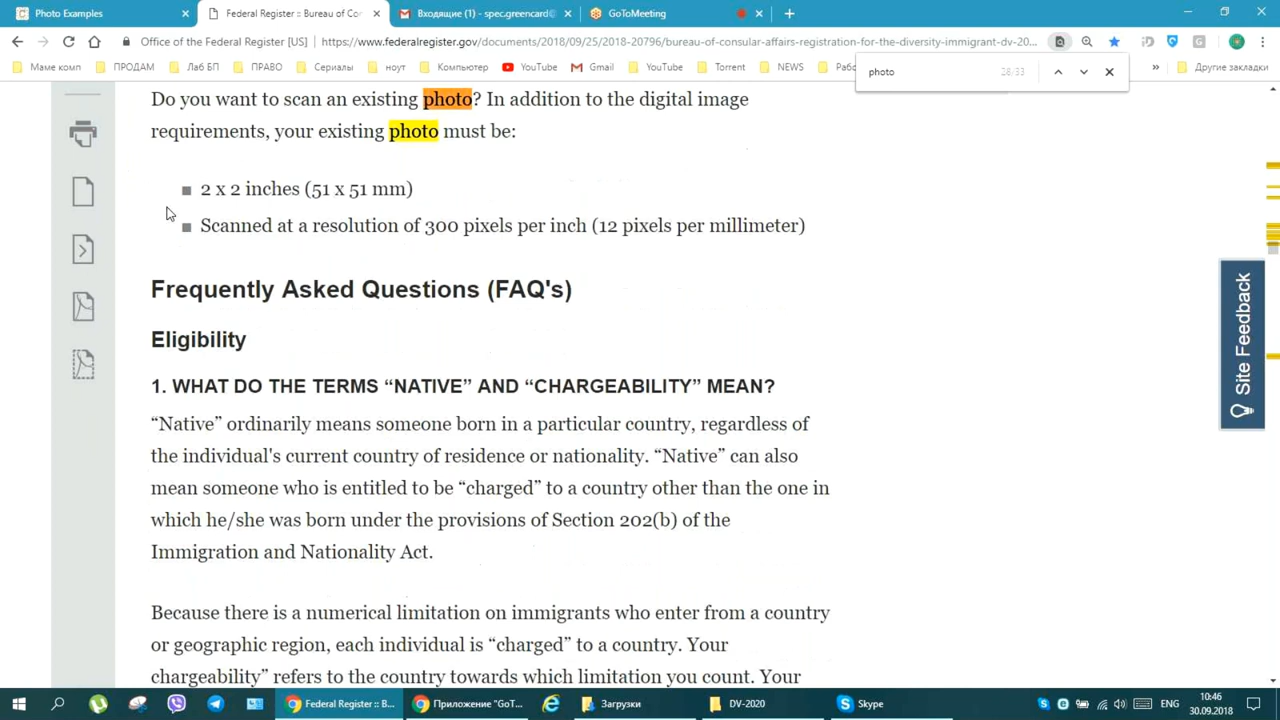 Photo Examples
Federal Register :: Bureau of Con
Входящие (1) - spec.greencard@
GoToMeeting
Office of the Federal Register [US]
https://www.federalregister.gov/documents/2018/09/25/2018-20796/bureau-of-consular-affairs-registration-for-the-diversity-immigrant-dv-20...
Маме комп
ПРОДАМ
Лаб БП
ПРАВО
Сериалы
ноут
Компьютер
YouTube
Gmail
YouTube
Torrent
NEWS
»
Другие закладки
photo
28/33
Do you want to scan an existing photo? In addition to the digital image
requirements, your existing photo must be:
2 x 2 inches (51 x 51 mm)
Scanned at a resolution of 300 pixels per inch (12 pixels per millimeter)
Frequently Asked Questions (FAQ's)
Eligibility
1. WHAT DO THE TERMS “NATIVE” AND “CHARGEABILITY” MEAN?
“Native” ordinarily means someone born in a particular country, regardless of
the individual's current country of residence or nationality. “Native” can also
mean someone who is entitled to be “charged” to a country other than the one in
which he/she was born under the provisions of Section 202(b) of the
Immigration and Nationality Act.
Because there is a numerical limitation on immigrants who enter from a country
or geographic region, each individual is “charged” to a country. Your
chargeability” refers to the country towards which limitation you count. Your
Site Feedback
Federal Register :: B...
Приложение "GoT...
Загрузки
DV-2020
Skype
ENG
10:46
30.09.2018